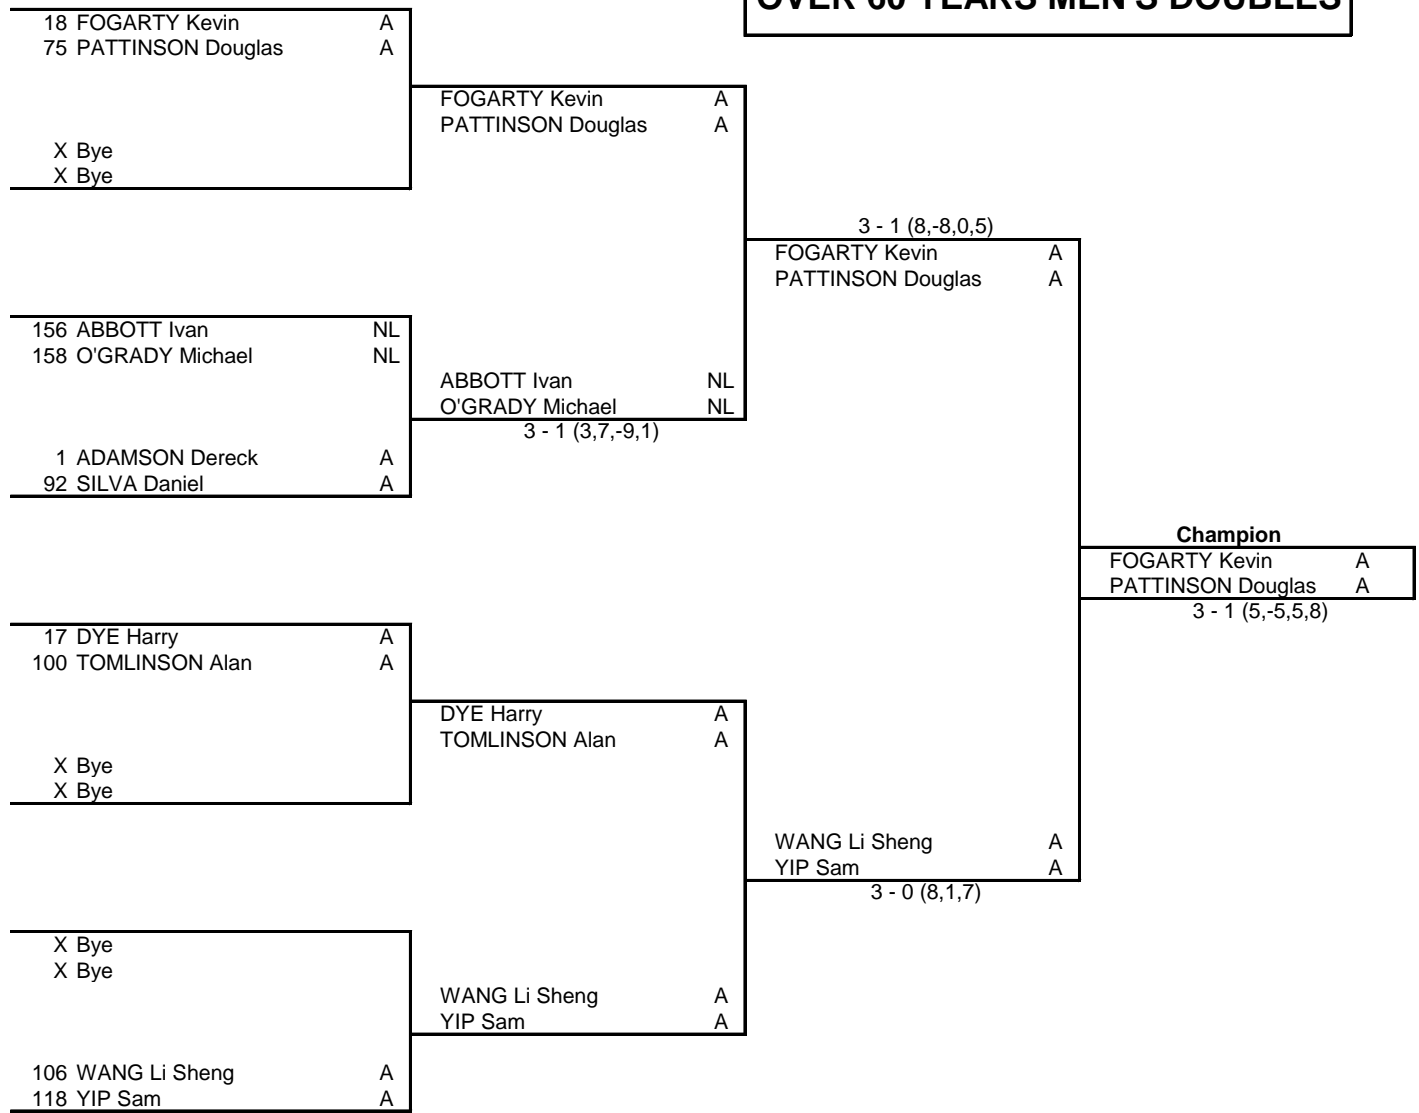 OVER 60 YEARS MEN'S DOUBLES
18 FOGARTY Kevin A
75 PATTINSON Douglas A
FOGARTY Kevin A
PATTINSON Douglas A
X Bye
X Bye
3 - 1 (8,-8,0,5)
FOGARTY Kevin A
PATTINSON Douglas A
156 ABBOTT Ivan NL
158 O'GRADY Michael NL
ABBOTT Ivan NL
O'GRADY Michael NL
3 - 1 (3,7,-9,1)
1 ADAMSON Dereck A
92 SILVA Daniel A
Champion
FOGARTY Kevin A
PATTINSON Douglas A
3 - 1 (5,-5,5,8)
17 DYE Harry A
100 TOMLINSON Alan A
DYE Harry A
TOMLINSON Alan A
X Bye
X Bye
WANG Li Sheng A
YIP Sam A
3 - 0 (8,1,7)
X Bye
X Bye
WANG Li Sheng A
YIP Sam A
106 WANG Li Sheng A
118 YIP Sam A